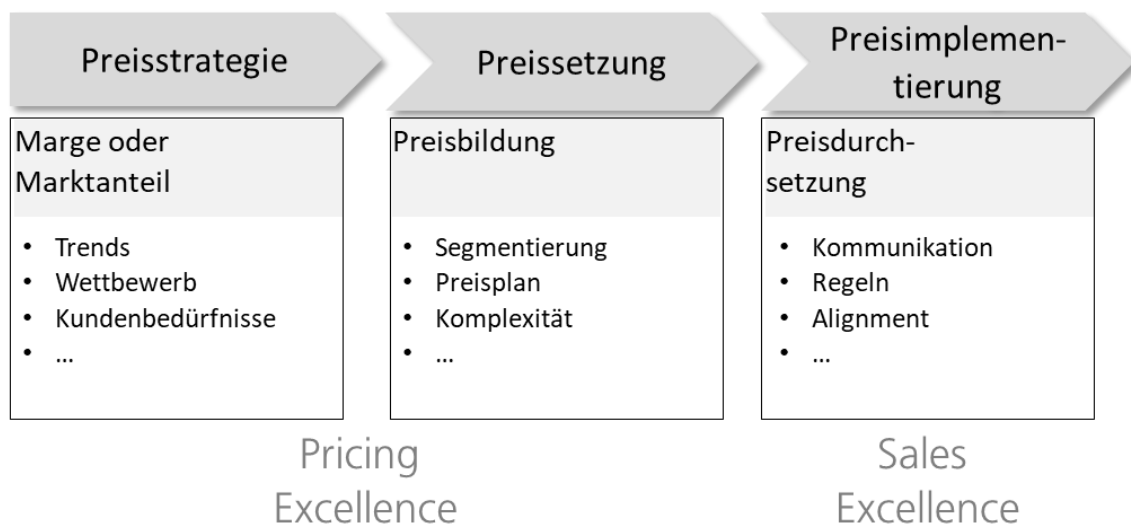 Preisstrategie
Preissetzung
Preisimplemen-
tierung
Marge oder
Marktanteil
• Trends
• Wettbewerb
• Kundenbedürfnisse
• ...
Preisbildung
• Segmentierung
• Preisplan
• Komplexität
• ...
Preisdurch-
setzung
• Kommunikation
• Regeln
• Alignment
• ...
Pricing
Excellence
Sales
Excellence